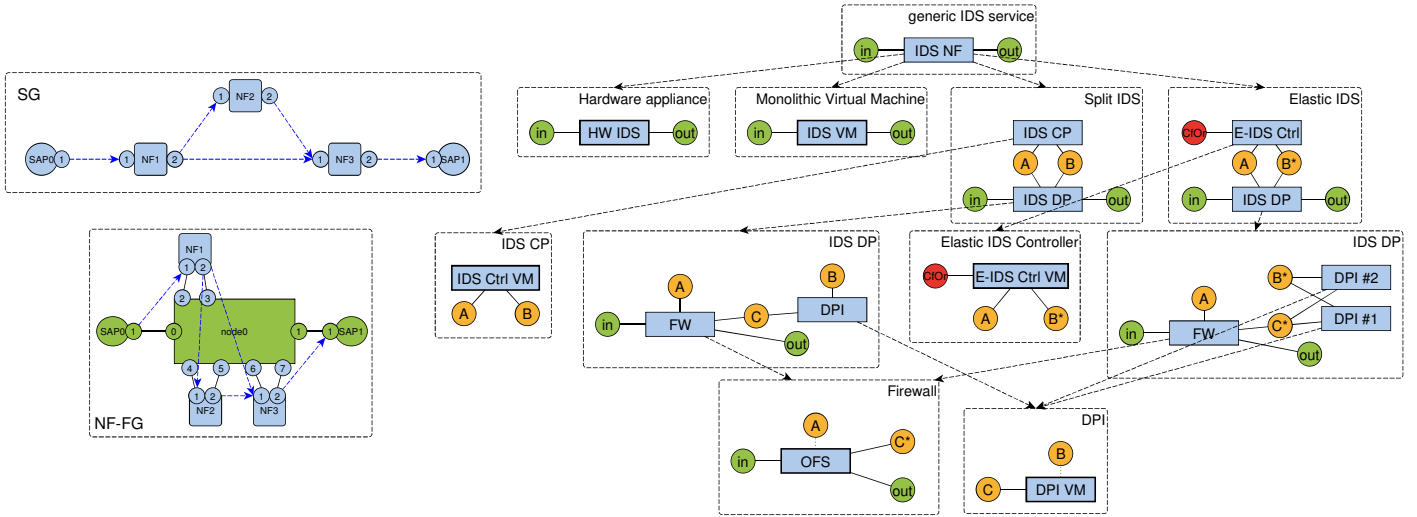 SG
1 NF2 2
SAP0 1 1 NF1 2 1 NF3 2 1 SAP1
NF1
1 2
2 3
SAP0 1 0 node0 1 1 SAP1
4 5 6 7
1 2 1 2
NF2 NF3
NF-FG
generic IDS service
in IDS NF out
Hardware appliance
in HW IDS out
Monolithic Virtual Machine
in IDS VM out
Split IDS
IDS CP
A B
in IDS DP out
Elastic IDS
CfOr E-IDS Ctrl
A B*
in IDS DP out
IDS CP
IDS Ctrl VM
A B
IDS DP
A B
in FW C DPI
out
Elastic IDS Controller
CfOr E-IDS Ctrl VM
A B*
IDS DP
B* DPI #2
A
in FW C* DPI #1
out
Firewall
A
C*
in OFS
out
DPI
B
C DPI VM